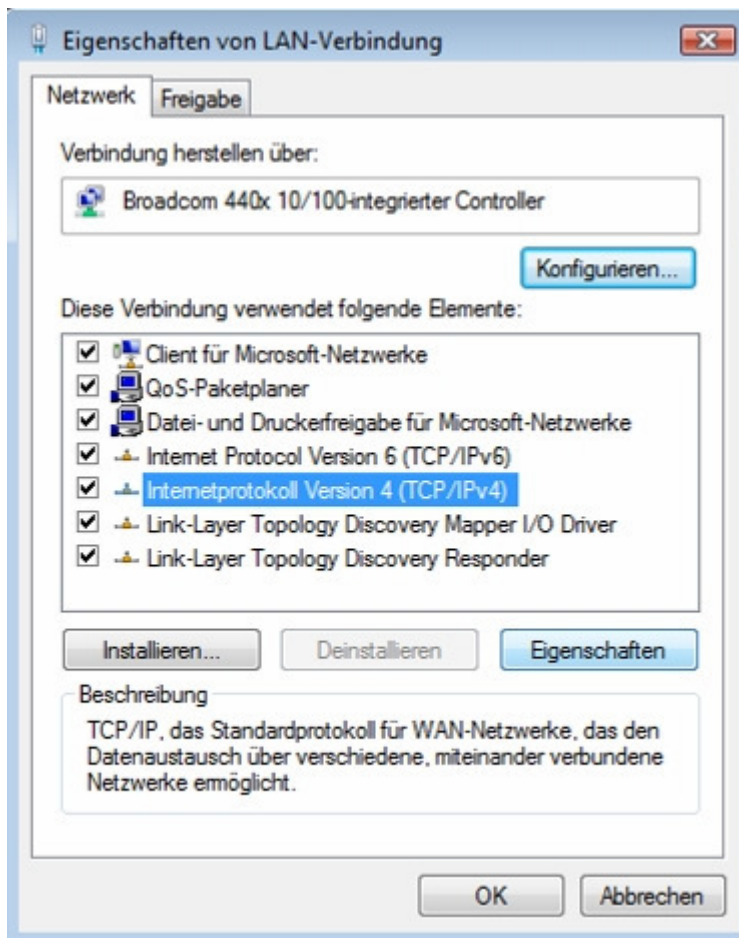 Eigenschaften von LAN-Verbindung
Netzwerk Freigabe
Verbindung herstellen über:
Broadcom 440x 10/100-integrierter Controller
Konfigurieren...
Diese Verbindung verwendet folgende Elemente:
Client für Microsoft-Netzwerke
QoS-Paketplaner
Datei- und Druckerfreigabe für Microsoft-Netzwerke
Internet Protocol Version 6 (TCP/IPv6)
Internetprotokoll Version 4 (TCP/IPv4)
Link-Layer Topology Discovery Mapper I/O Driver
Link-Layer Topology Discovery Responder
Installieren... Deinstallieren Eigenschaften
Beschreibung
TCP/IP, das Standardprotokoll für WAN-Netzwerke, das den
Datenaustausch über verschiedene, miteinander verbundene
Netzwerke ermöglicht.
OK Abbrechen